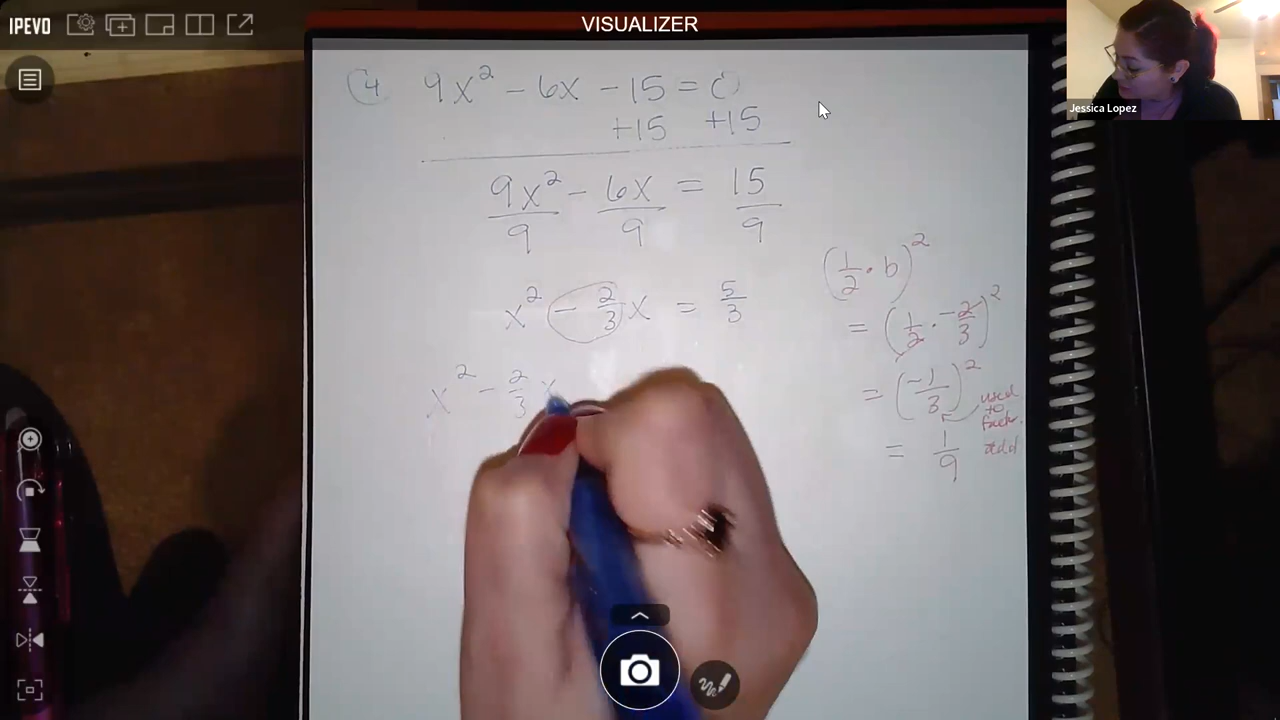 IPEVO
VISUALIZER
Jessica Lopez
4 9x² - 6x - 15 = 0
+15 +15
9x²/9 - 6x/9 = 15/9
x² - 2/3 x = 5/3
x² - 2/3 x
(1/2 · b)²
= (1/2 · -2/3)²
= (-1/3)²
used
to
= 1/9 add